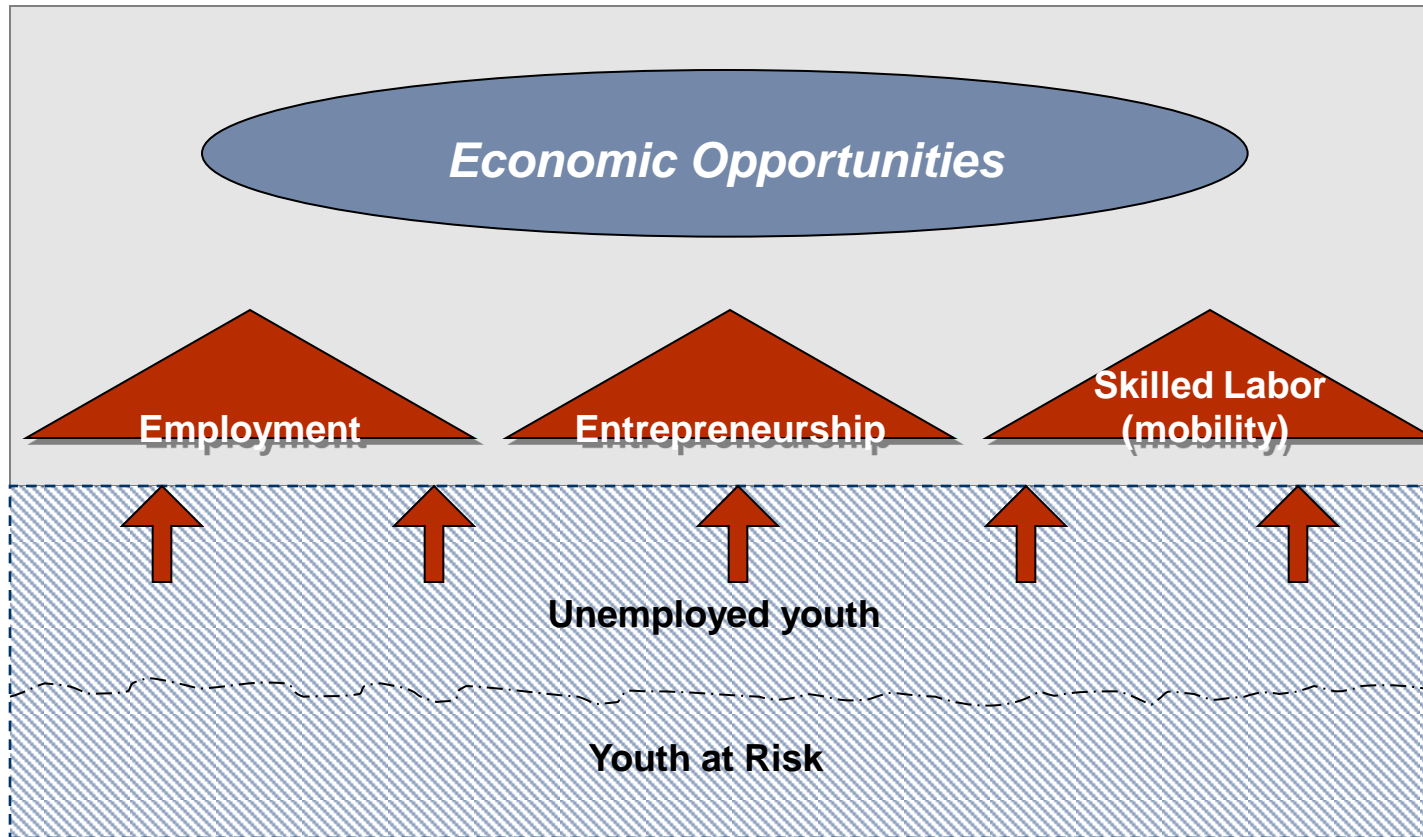 Economic Opportunities
Employment
Entrepreneurship
Skilled Labor
(mobility)
Unemployed youth
Youth at Risk